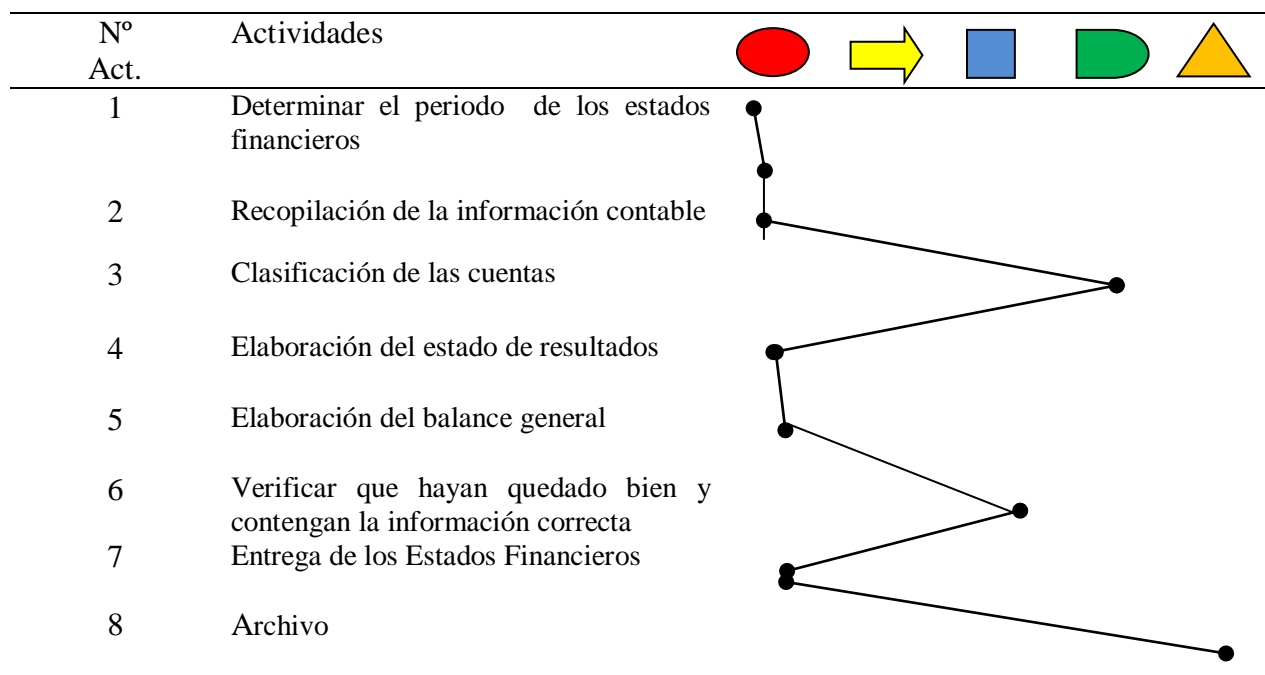 Nº Actividades
Act.
1 Determinar el periodo de los estados
financieros
2 Recopilación de la información contable
3 Clasificación de las cuentas
4 Elaboración del estado de resultados
5 Elaboración del balance general
6 Verificar que hayan quedado bien y
contengan la información correcta
7 Entrega de los Estados Financieros
8 Archivo